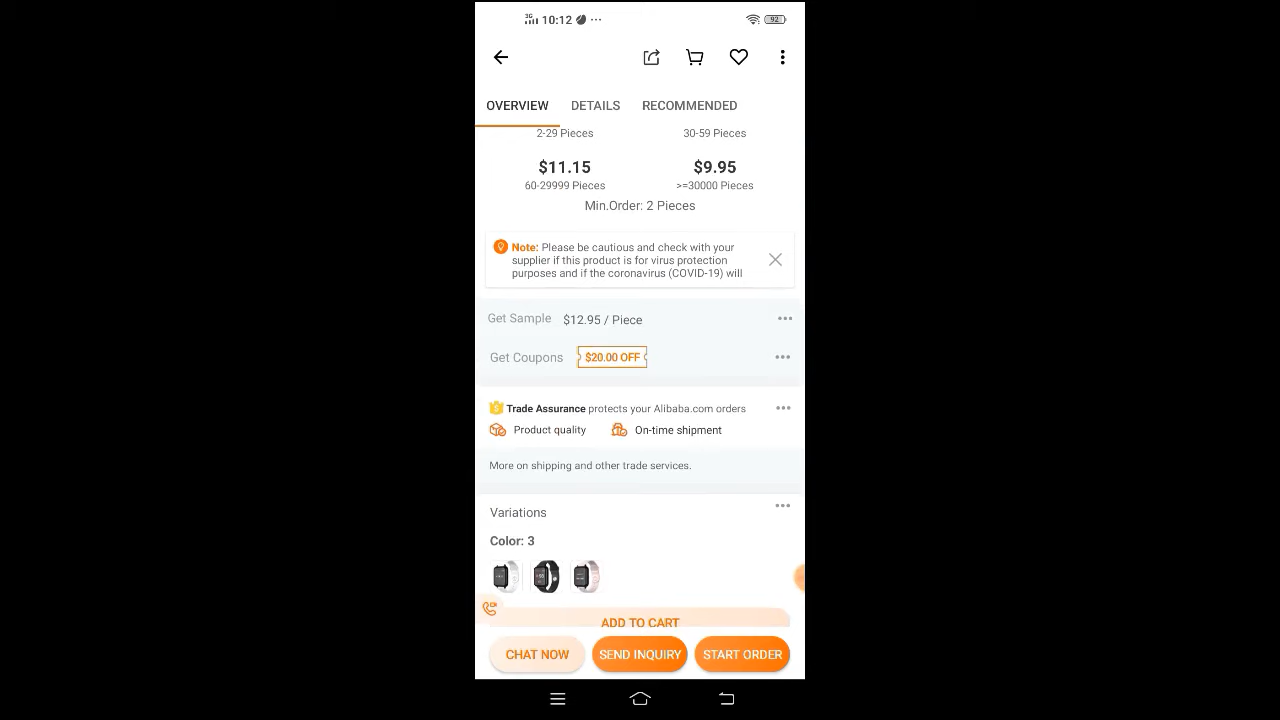 3G 10:12 ··· 92
OVERVIEW DETAILS RECOMMENDED
2-29 Pieces 30-59 Pieces
$11.15 $9.95
60-29999 Pieces >=30000 Pieces
Min.Order: 2 Pieces
Note: Please be cautious and check with your
supplier if this product is for virus protection
purposes and if the coronavirus (COVID-19) will
Get Sample $12.95 / Piece
Get Coupons $20.00 OFF
Trade Assurance protects your Alibaba.com orders
Product quality On-time shipment
More on shipping and other trade services.
Variations
Color: 3
ADD TO CART
CHAT NOW SEND INQUIRY START ORDER